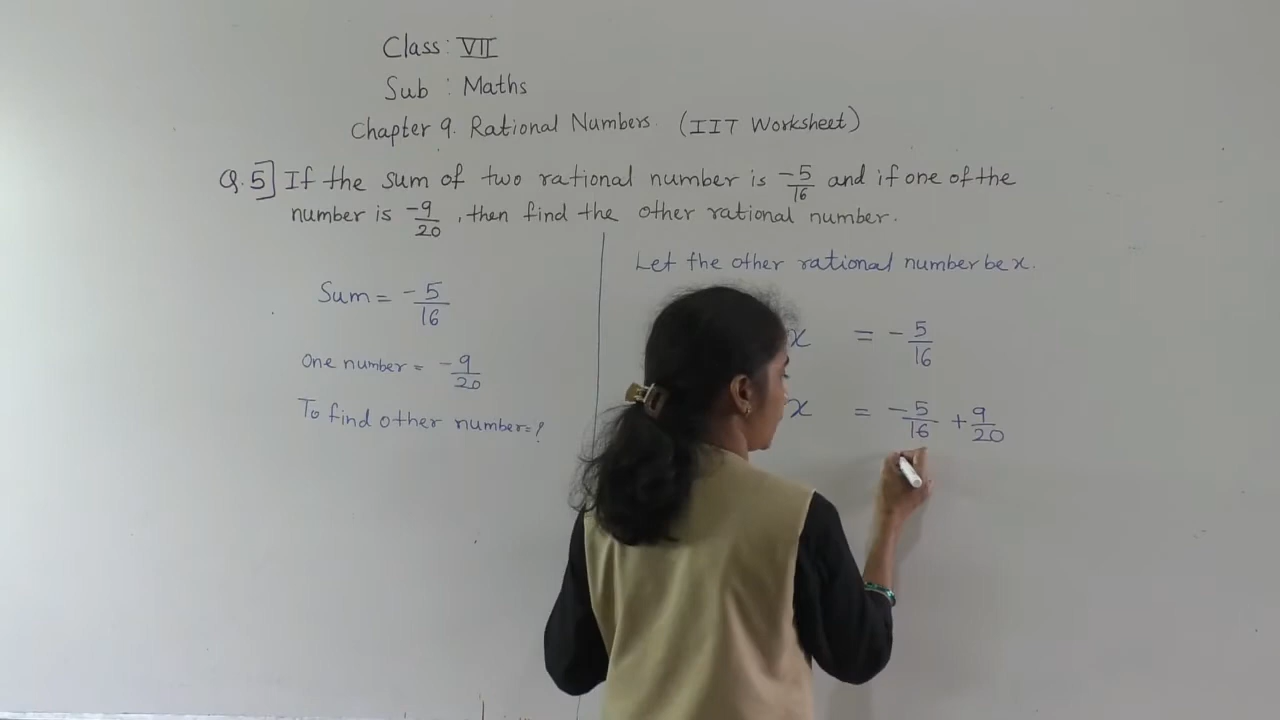 Class: VII
Sub : Maths
Chapter 9. Rational Numbers. (IIT Worksheet)
Q.5] If the sum of two rational number is -5/16 and if one of the
number is -9/20, then find the other rational number.
Sum = -5/16
One number = -9/20
To find other number=?
Let the other rational number be x.
x = -5/16
x = -5/16 + 9/20